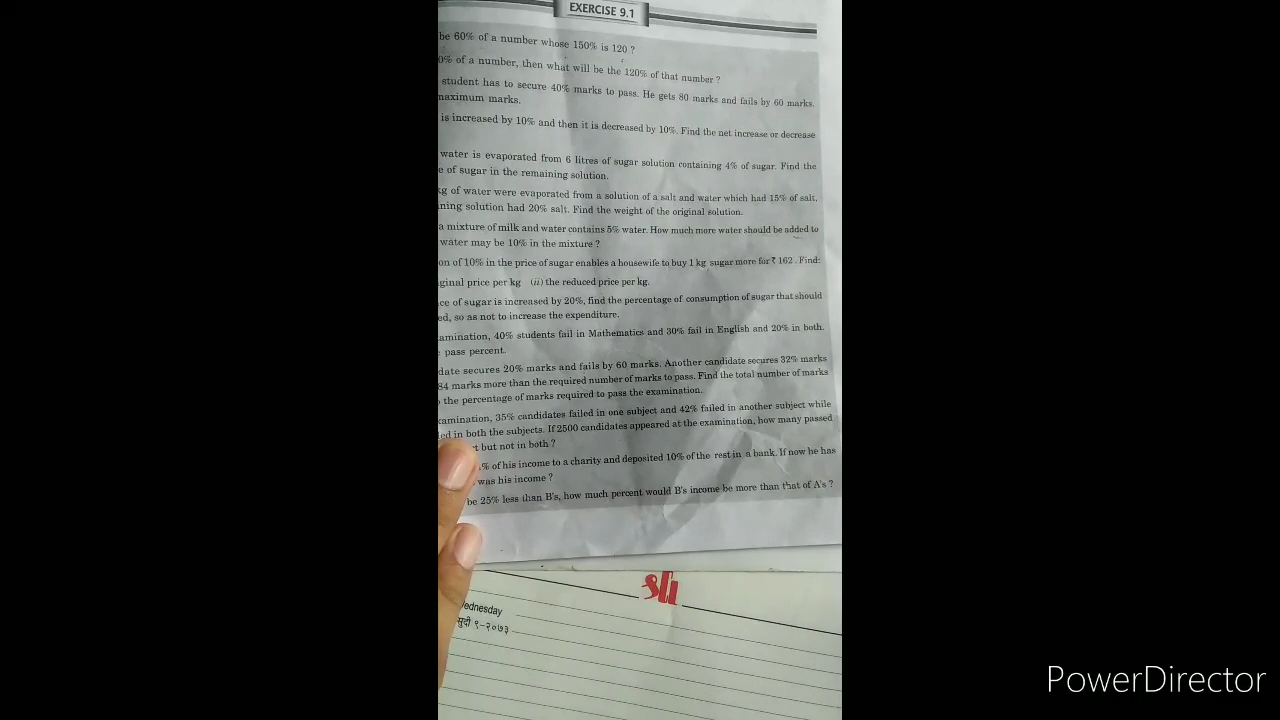 EXERCISE 9.1
be 60% of a number whose 150% is 120 ?
0% of a number, then what will be the 120% of that number ?
student has to secure 40% marks to pass. He gets 80 marks and fails by 60 marks.
maximum marks.
is increased by 10% and then it is decreased by 10%. Find the net increase or decrease
water is evaporated from 6 litres of sugar solution containing 4% of sugar. Find the
e of sugar in the remaining solution.
kg of water were evaporated from a solution of a salt and water which had 15% of salt.
ning solution had 20% salt. Find the weight of the original solution.
a mixture of milk and water contains 5% water. How much more water should be added to
water may be 10% in the mixture ?
on of 10% in the price of sugar enables a housewife to buy 1 kg sugar more for ₹ 162 . Find:
ginal price per kg (ii) the reduced price per kg.
ce of sugar is increased by 20%, find the percentage of consumption of sugar that should
ed, so as not to increase the expenditure.
amination, 40% students fail in Mathematics and 30% fail in English and 20% in both.
pass percent.
date secures 20% marks and fails by 60 marks. Another candidate secures 32% marks
84 marks more than the required number of marks to pass. Find the total number of marks
the percentage of marks required to pass the examination.
amination, 35% candidates failed in one subject and 42% failed in another subject while
led in both the subjects. If 2500 candidates appeared at the examination, how many passed
t but not in both ?
% of his income to a charity and deposited 10% of the rest in a bank. If now he has
was his income ?
be 25% less than B's, how much percent would B's income be more than that of A's ?
श्री
Wednesday
सुदी ९-२०७३
PowerDirector